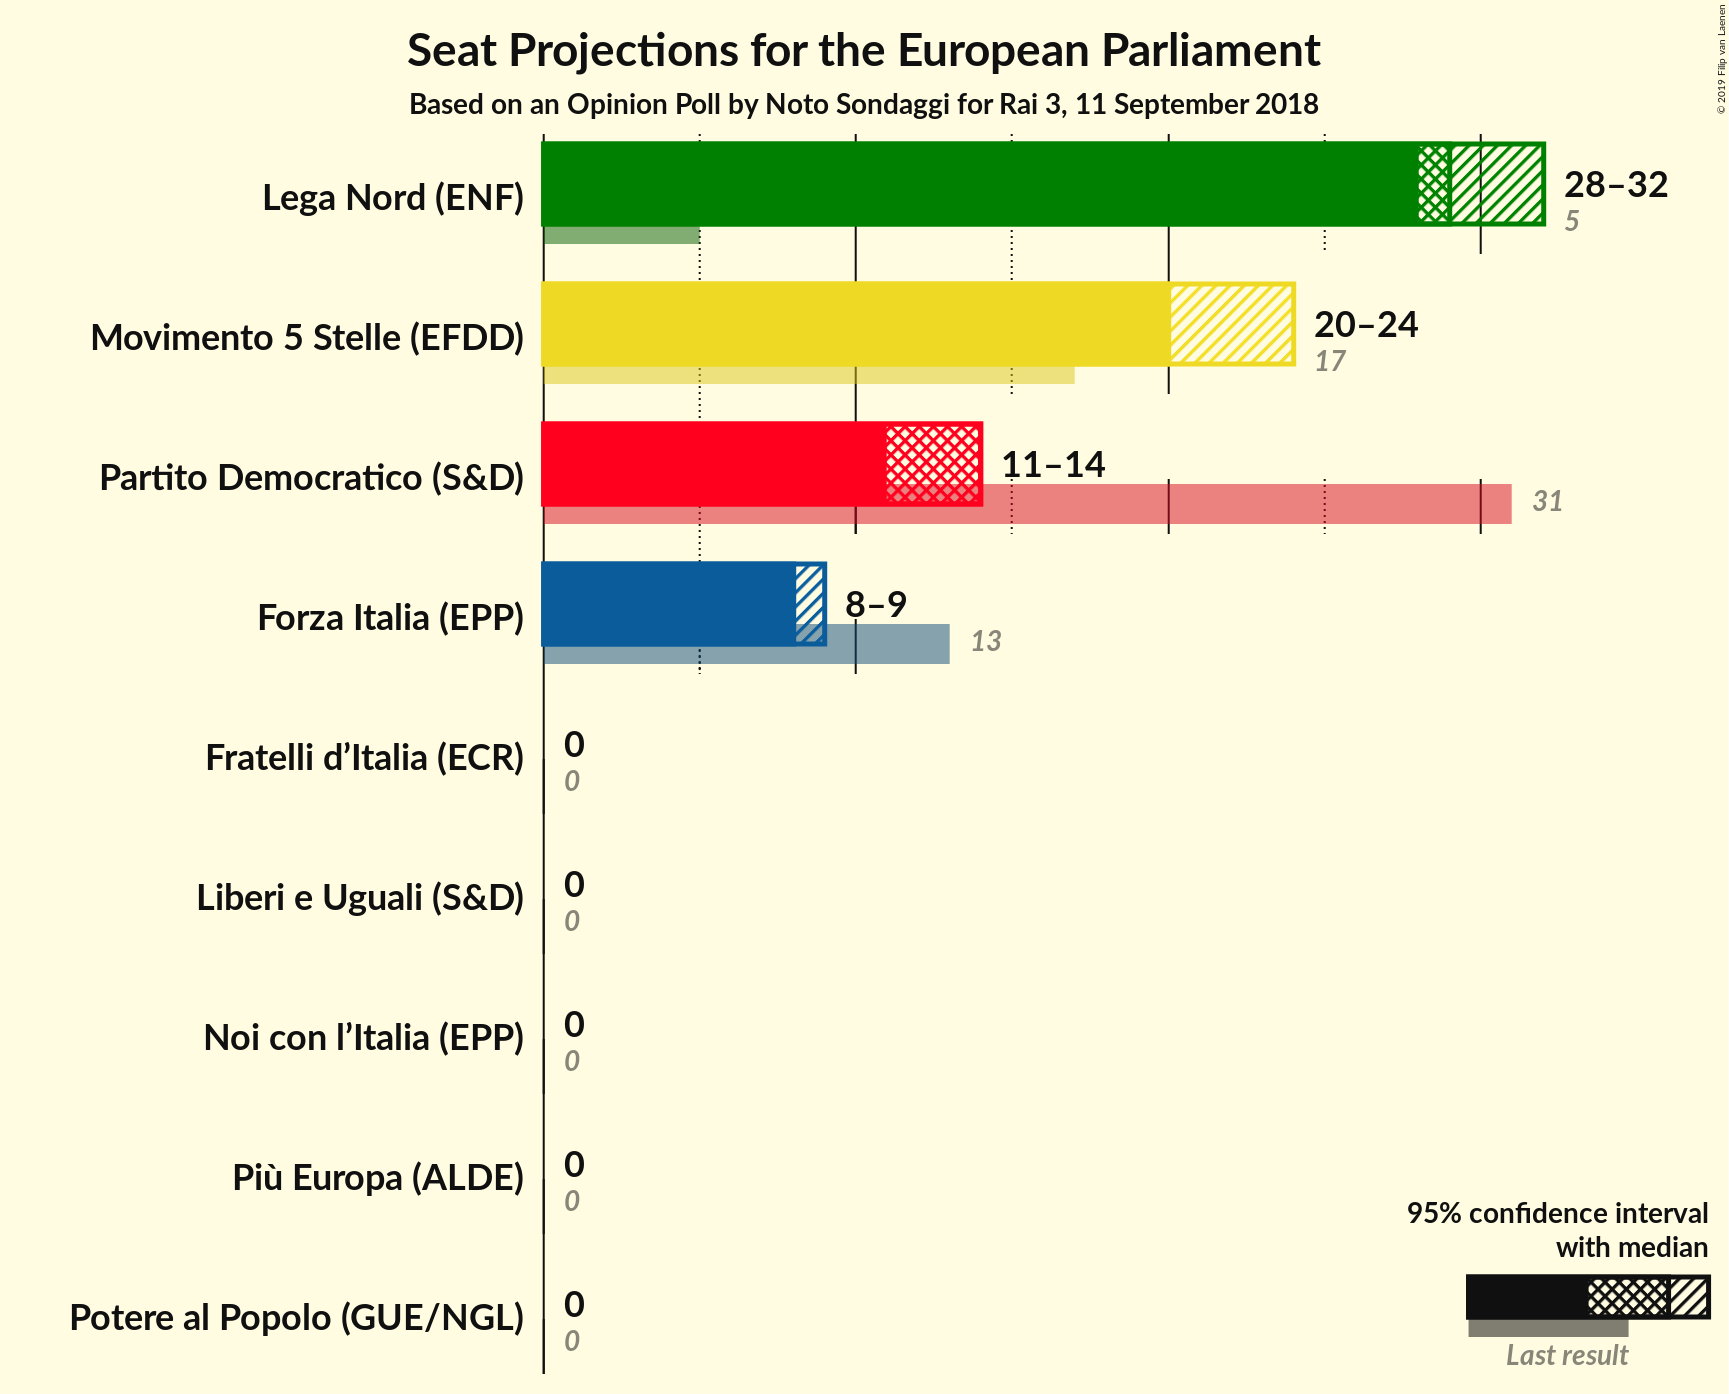 Seat Projections for the European Parliament
Based on an Opinion Poll by Noto Sondaggi for Rai 3, 11 September 2018
© 2019 Filip van Laenen
Lega Nord (ENF)
28–32
5
Movimento 5 Stelle (EFDD)
20–24
17
Partito Democratico (S&D)
11–14
31
Forza Italia (EPP)
8–9
13
Fratelli d’Italia (ECR)
0
0
Liberi e Uguali (S&D)
0
0
Noi con l’Italia (EPP)
0
0
Più Europa (ALDE)
0
0
Potere al Popolo (GUE/NGL)
0
0
95% confidence interval
with median
Last result